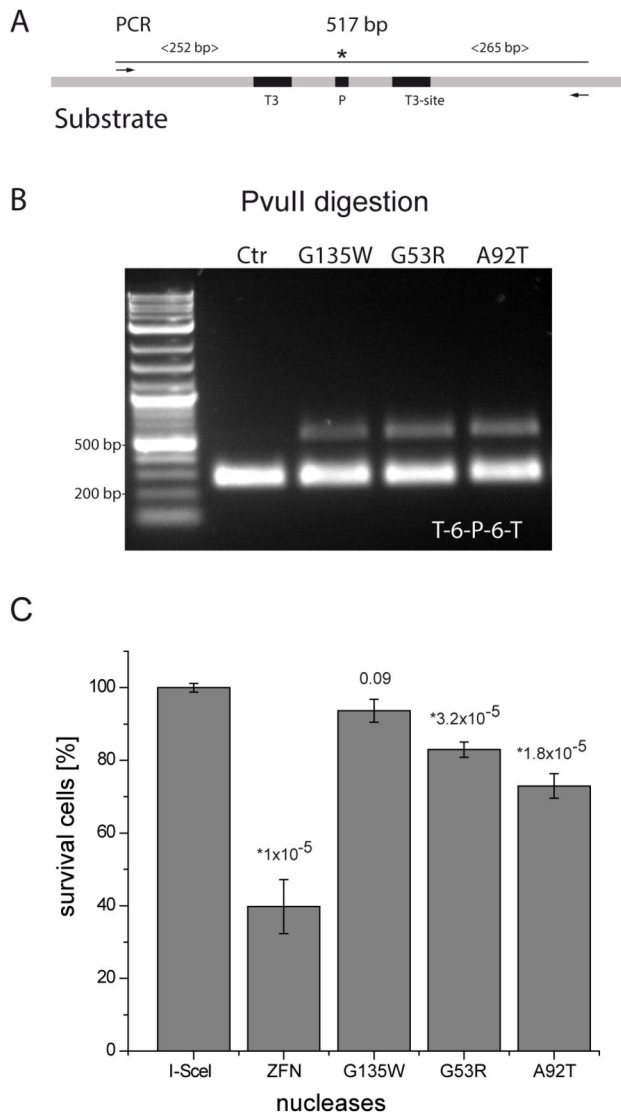 A
PCR 517 bp
<252 bp> * <265 bp>
T3 P T3-site
Substrate
B
PvuII digestion
Ctr G135W G53R A92T
500 bp
200 bp
T-6-P-6-T
C
survival cells [%]
100
80
60
40
20
0
*1x10⁻⁵
0.09
*3.2x10⁻⁵
*1.8x10⁻⁵
I-SceI ZFN G135W G53R A92T
nucleases